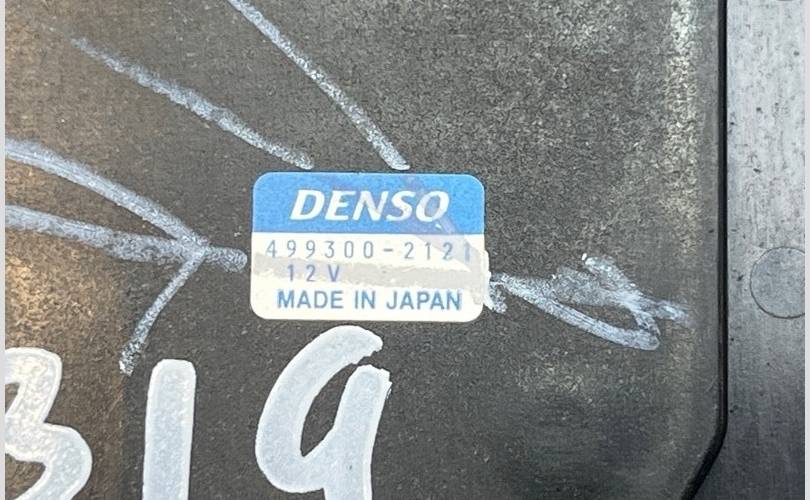 DENSO
499300-2121
12V
MADE IN JAPAN
319